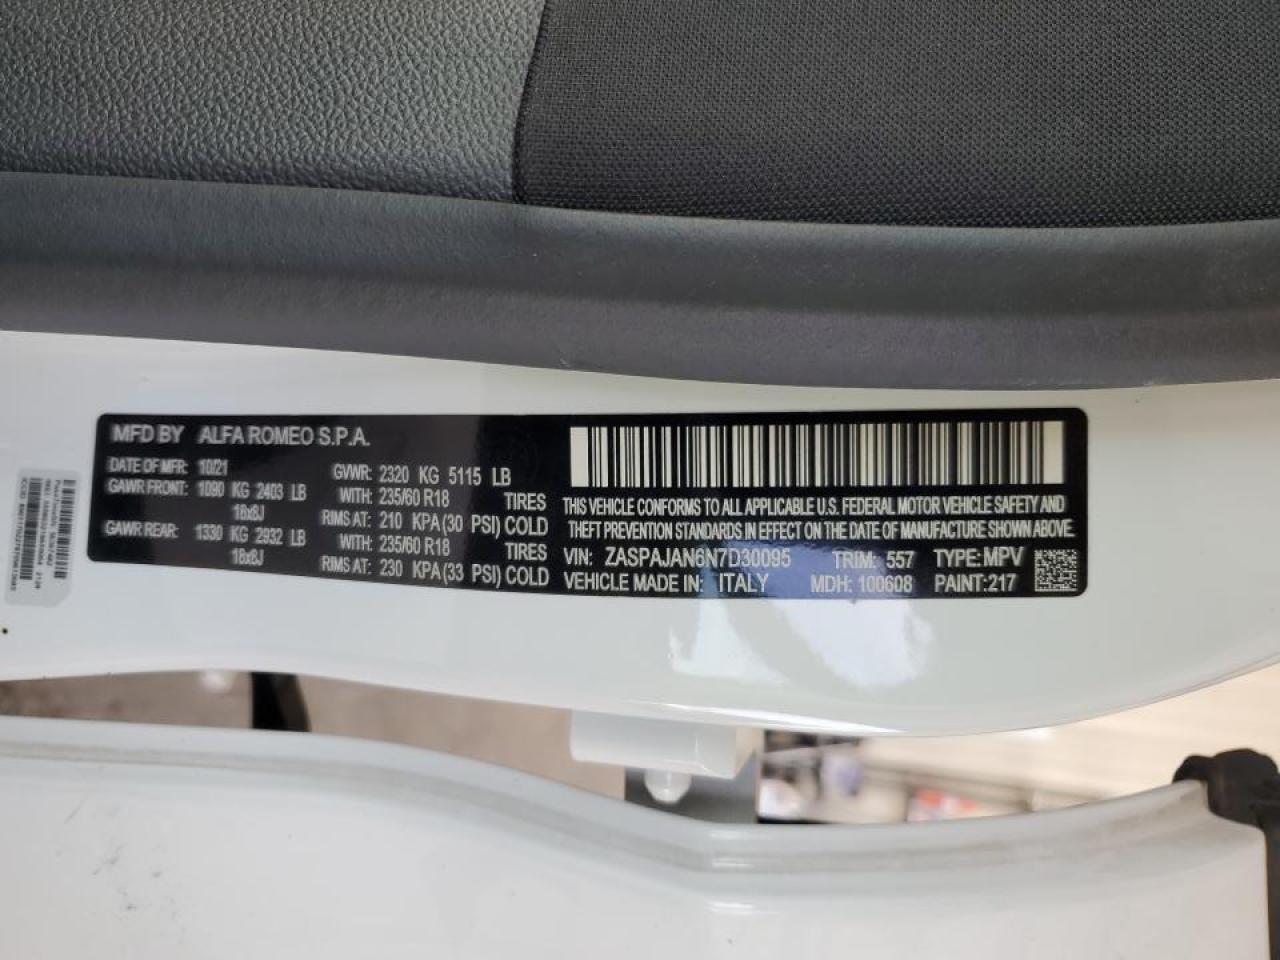 MFD BY ALFA ROMEO S.P.A.
DATE OF MFR: 10/21 GVWR: 2320 KG 5115 LB
GAWR FRONT: 1090 KG 2403 LB WITH: 235/60 R18 TIRES
18x8J RIMS AT: 210 KPA (30 PSI) COLD
GAWR REAR: 1330 KG 2932 LB WITH: 235/60 R18 TIRES
18x8J RIMS AT: 230 KPA (33 PSI) COLD
THIS VEHICLE CONFORMS TO ALL APPLICABLE U.S. FEDERAL MOTOR VEHICLE SAFETY AND
THEFT PREVENTION STANDARDS IN EFFECT ON THE DATE OF MANUFACTURE SHOWN ABOVE.
VIN: ZASPAJAN6N7D30095 TRIM: 557 TYPE:MPV
VEHICLE MADE IN: ITALY MDH: 100608 PAINT:217